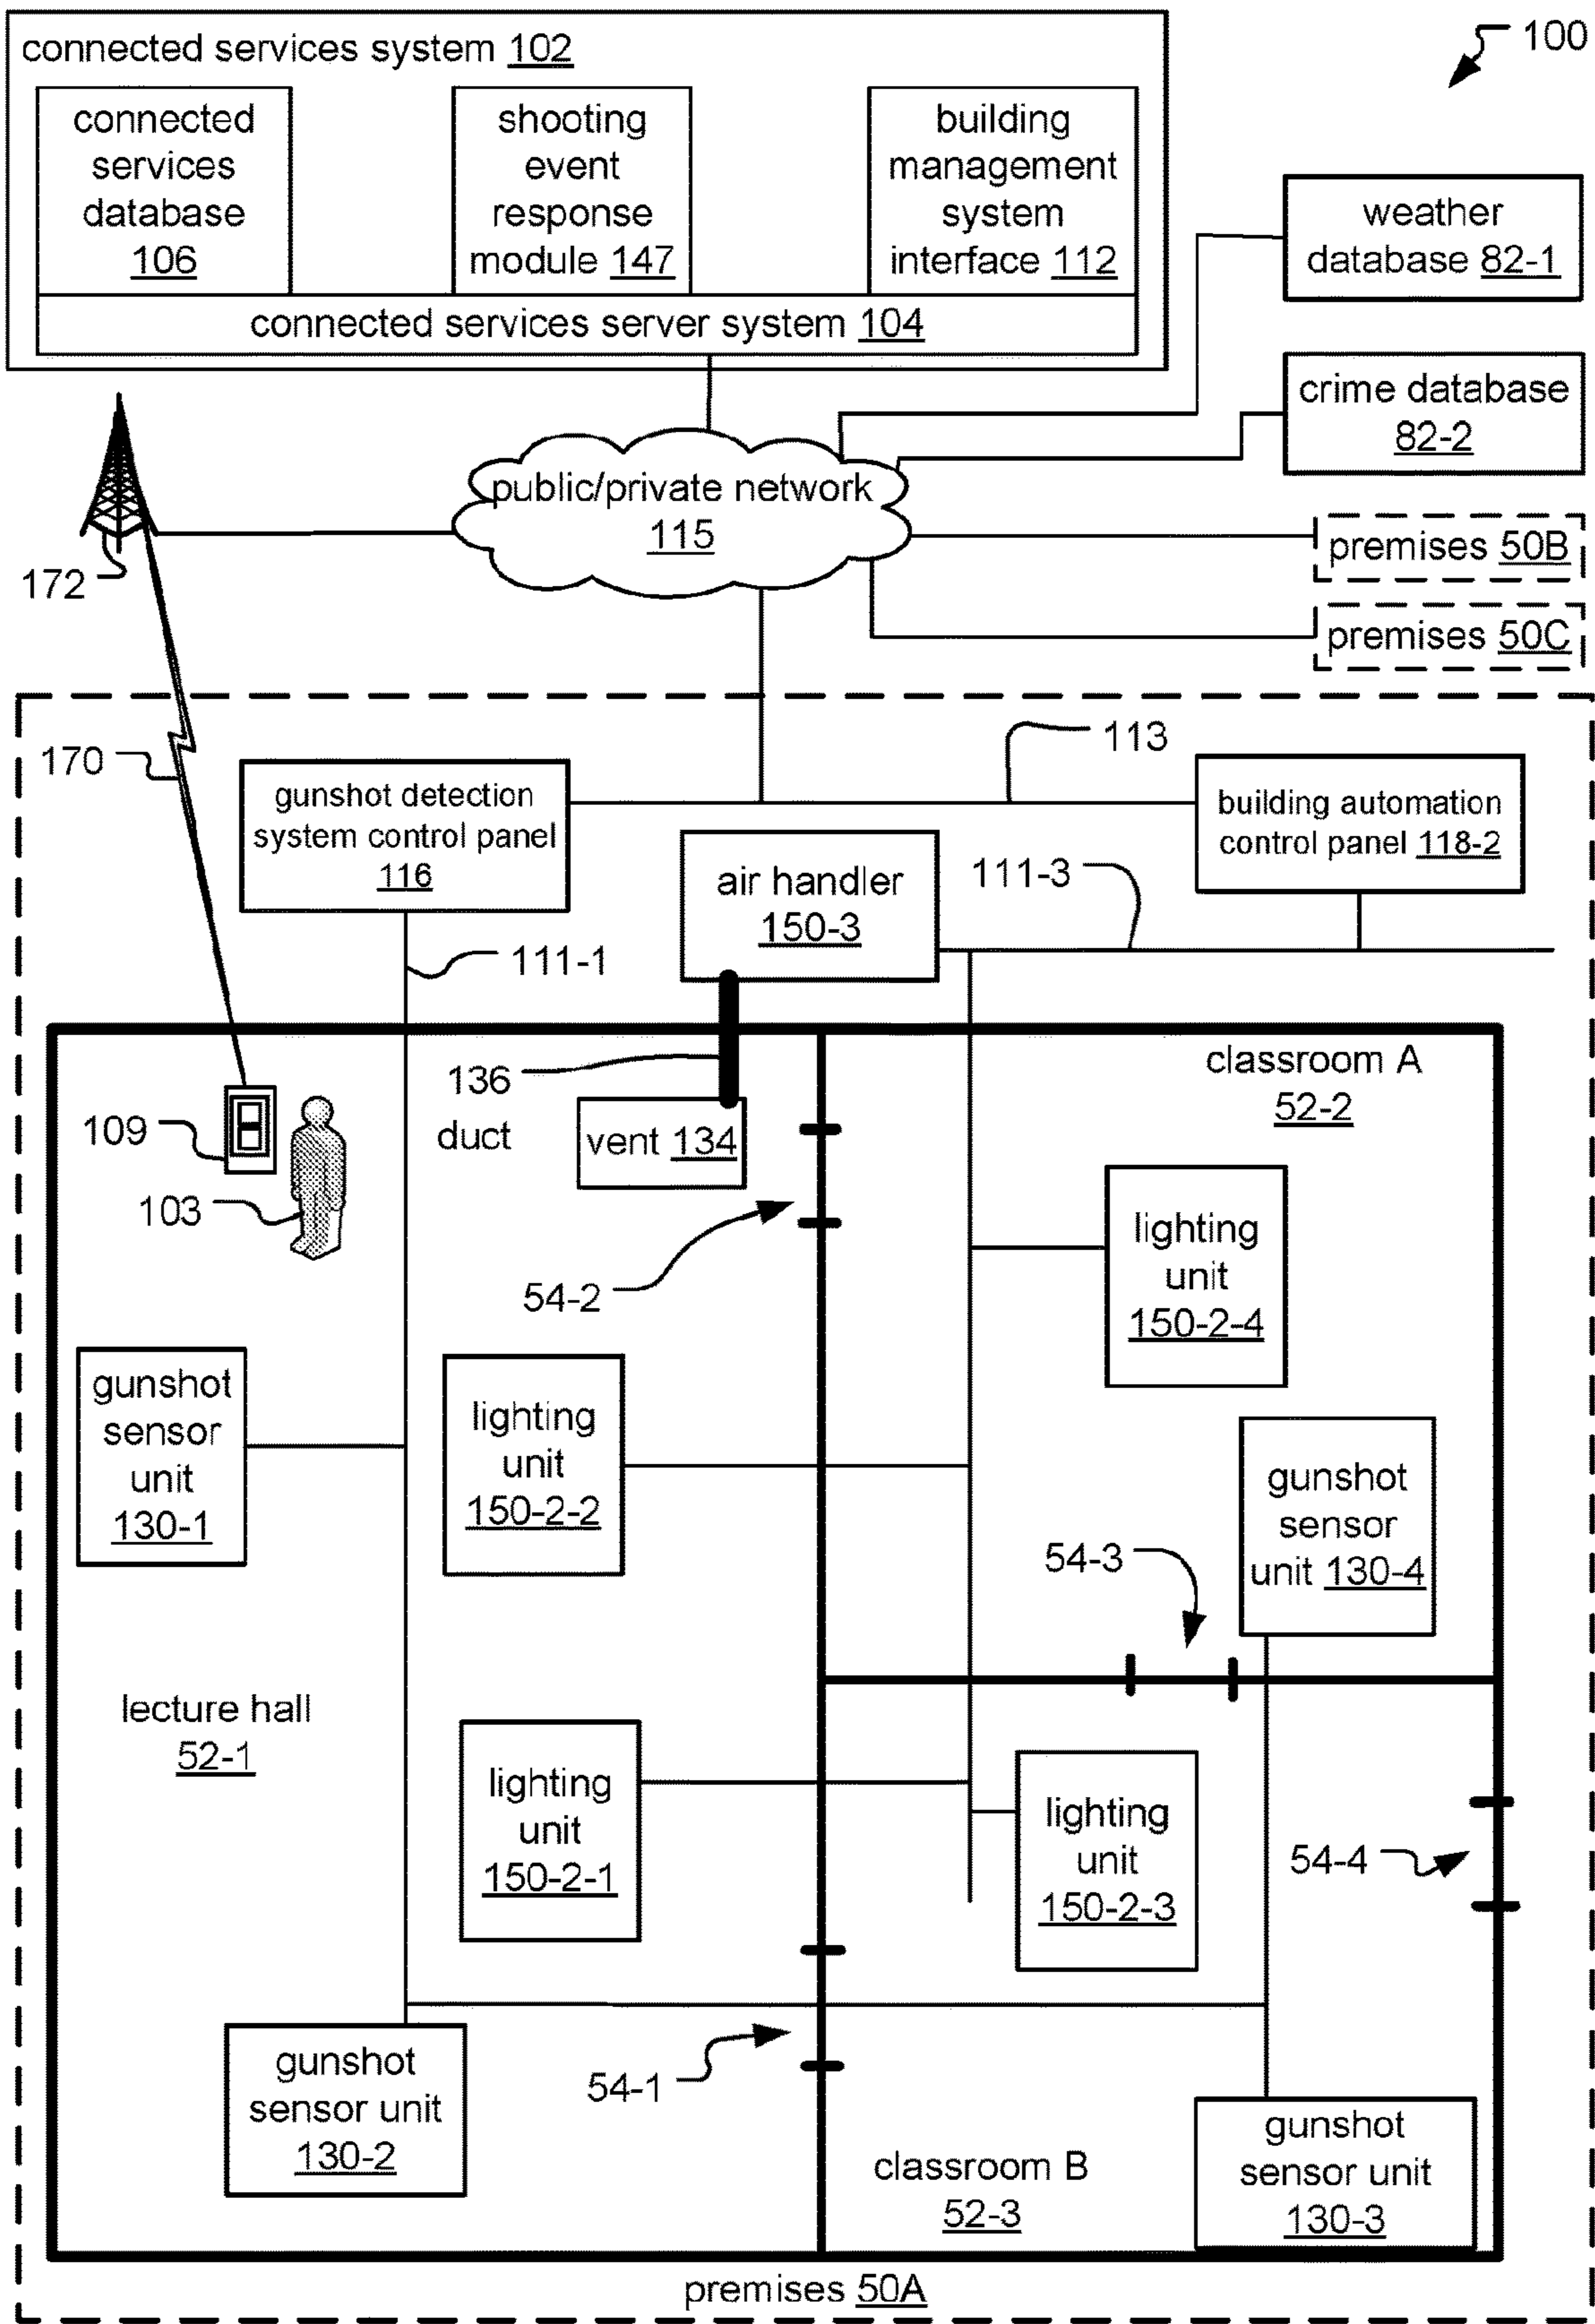 100
connected services system 102
connected
services
database
106
shooting
event
response
module 147
building
management
system
interface 112
connected services server system 104
weather
database 82-1
crime database
82-2
public/private network
115
172
premises 50B
premises 50C
170
113
gunshot detection
system control panel
116
building automation
control panel 118-2
air handler
150-3
111-3
111-1
136
duct
vent 134
classroom A
52-2
109
103
54-2
lighting
unit
150-2-4
gunshot
sensor
unit
130-1
lighting
unit
150-2-2
gunshot
sensor
unit 130-4
54-3
lecture hall
52-1
lighting
unit
150-2-1
lighting
unit
150-2-3
54-4
gunshot
sensor unit
130-2
54-1
classroom B
52-3
gunshot
sensor unit
130-3
premises 50A